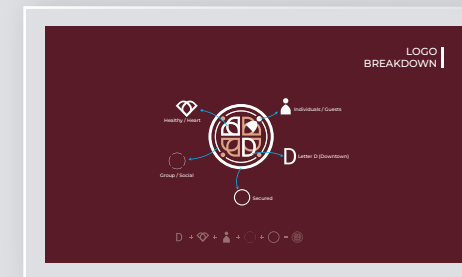 LOGO
BREAKDOWN
Healthy / Heart
Individuals / Guests
D
Letter D (Downtown)
Group / Social
Secured
D + + + + =